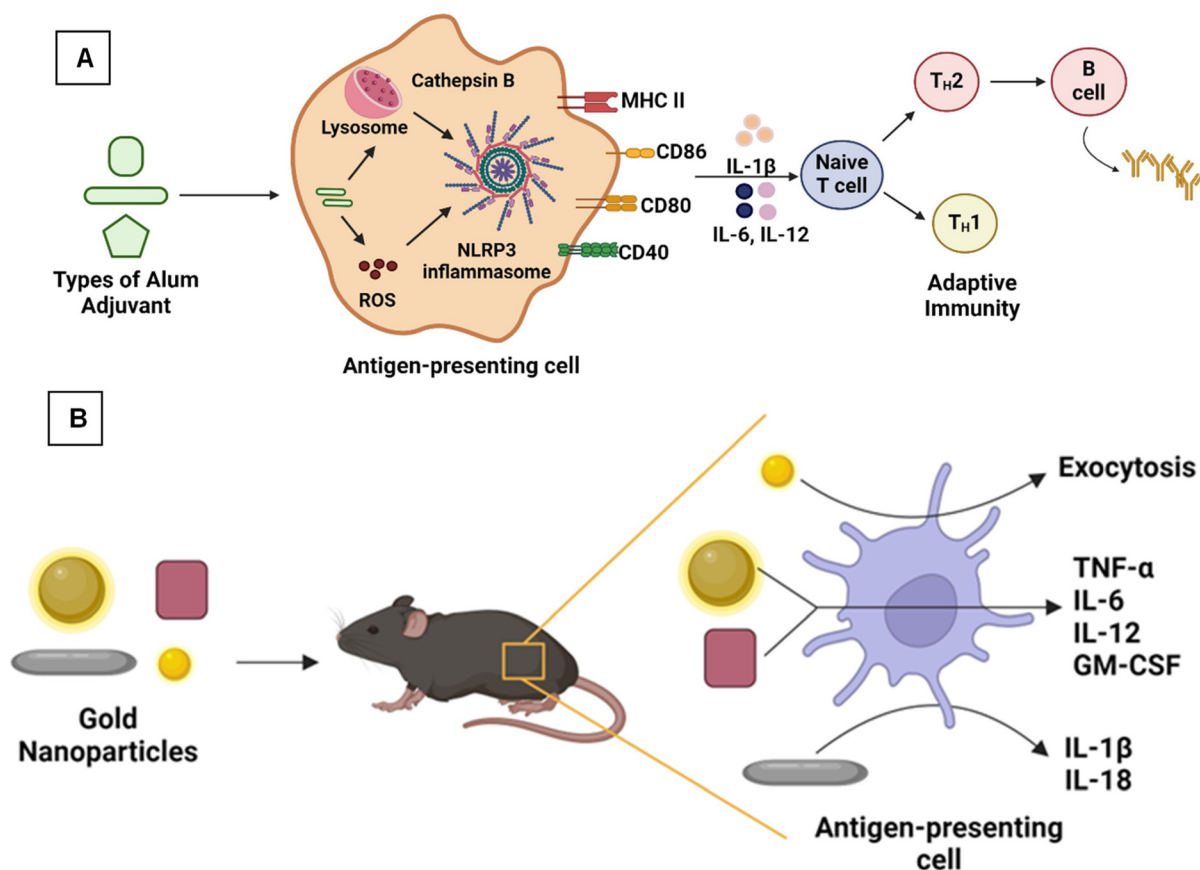 A
Types of Alum
Adjuvant
Cathepsin B
Lysosome
ROS
NLRP3
inflammasome
Antigen-presenting cell
MHC II
CD86
CD80
CD40
IL-1β
IL-6, IL-12
Naive
T cell
TH2
B
cell
TH1
Adaptive
Immunity
B
Gold
Nanoparticles
Exocytosis
TNF-α
IL-6
IL-12
GM-CSF
IL-1β
IL-18
Antigen-presenting
cell